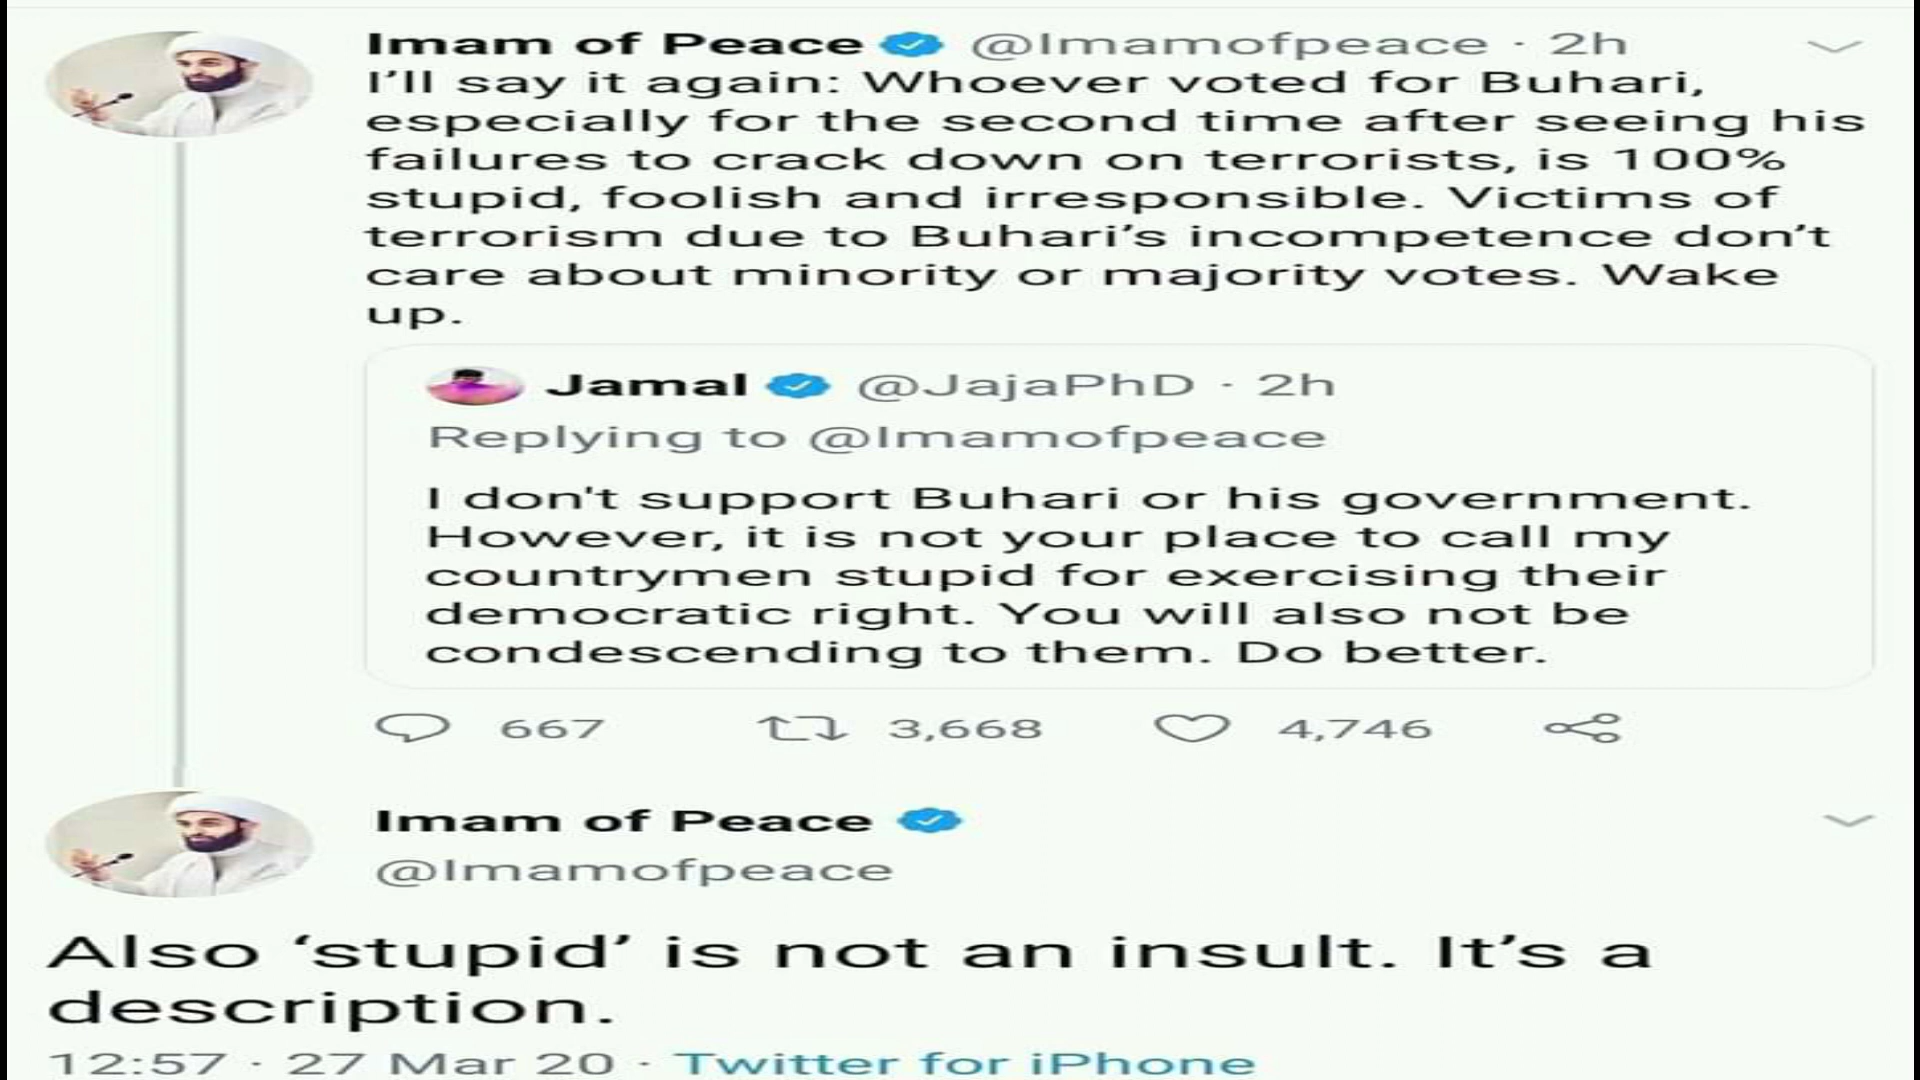 Imam of Peace @Imamofpeace · 2h
I'll say it again: Whoever voted for Buhari,
especially for the second time after seeing his
failures to crack down on terrorists, is 100%
stupid, foolish and irresponsible. Victims of
terrorism due to Buhari's incompetence don't
care about minority or majority votes. Wake
up.
Jamal @JajaPhD · 2h
Replying to @Imamofpeace
I don't support Buhari or his government.
However, it is not your place to call my
countrymen stupid for exercising their
democratic right. You will also not be
condescending to them. Do better.
667 3,668 4,746
Imam of Peace
@Imamofpeace
Also ‘stupid’ is not an insult. It’s a
description.
12:57 · 27 Mar 20 · Twitter for iPhone